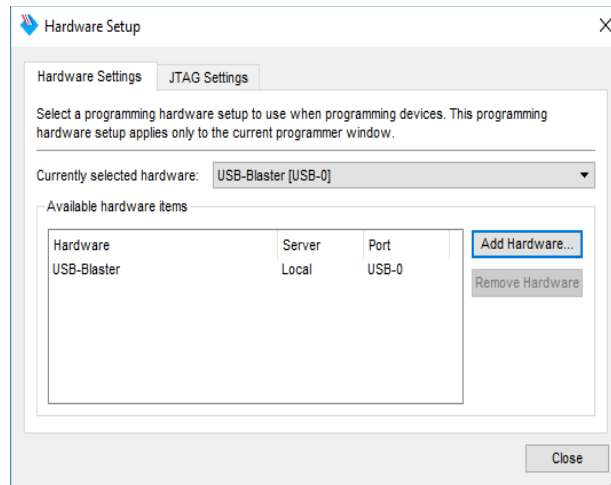 Hardware Setup
Hardware Settings
JTAG Settings
Select a programming hardware setup to use when programming devices. This programming
hardware setup applies only to the current programmer window.
Currently selected hardware:
USB-Blaster [USB-0]
Available hardware items
Hardware Server Port
USB-Blaster Local USB-0
Add Hardware...
Remove Hardware
Close